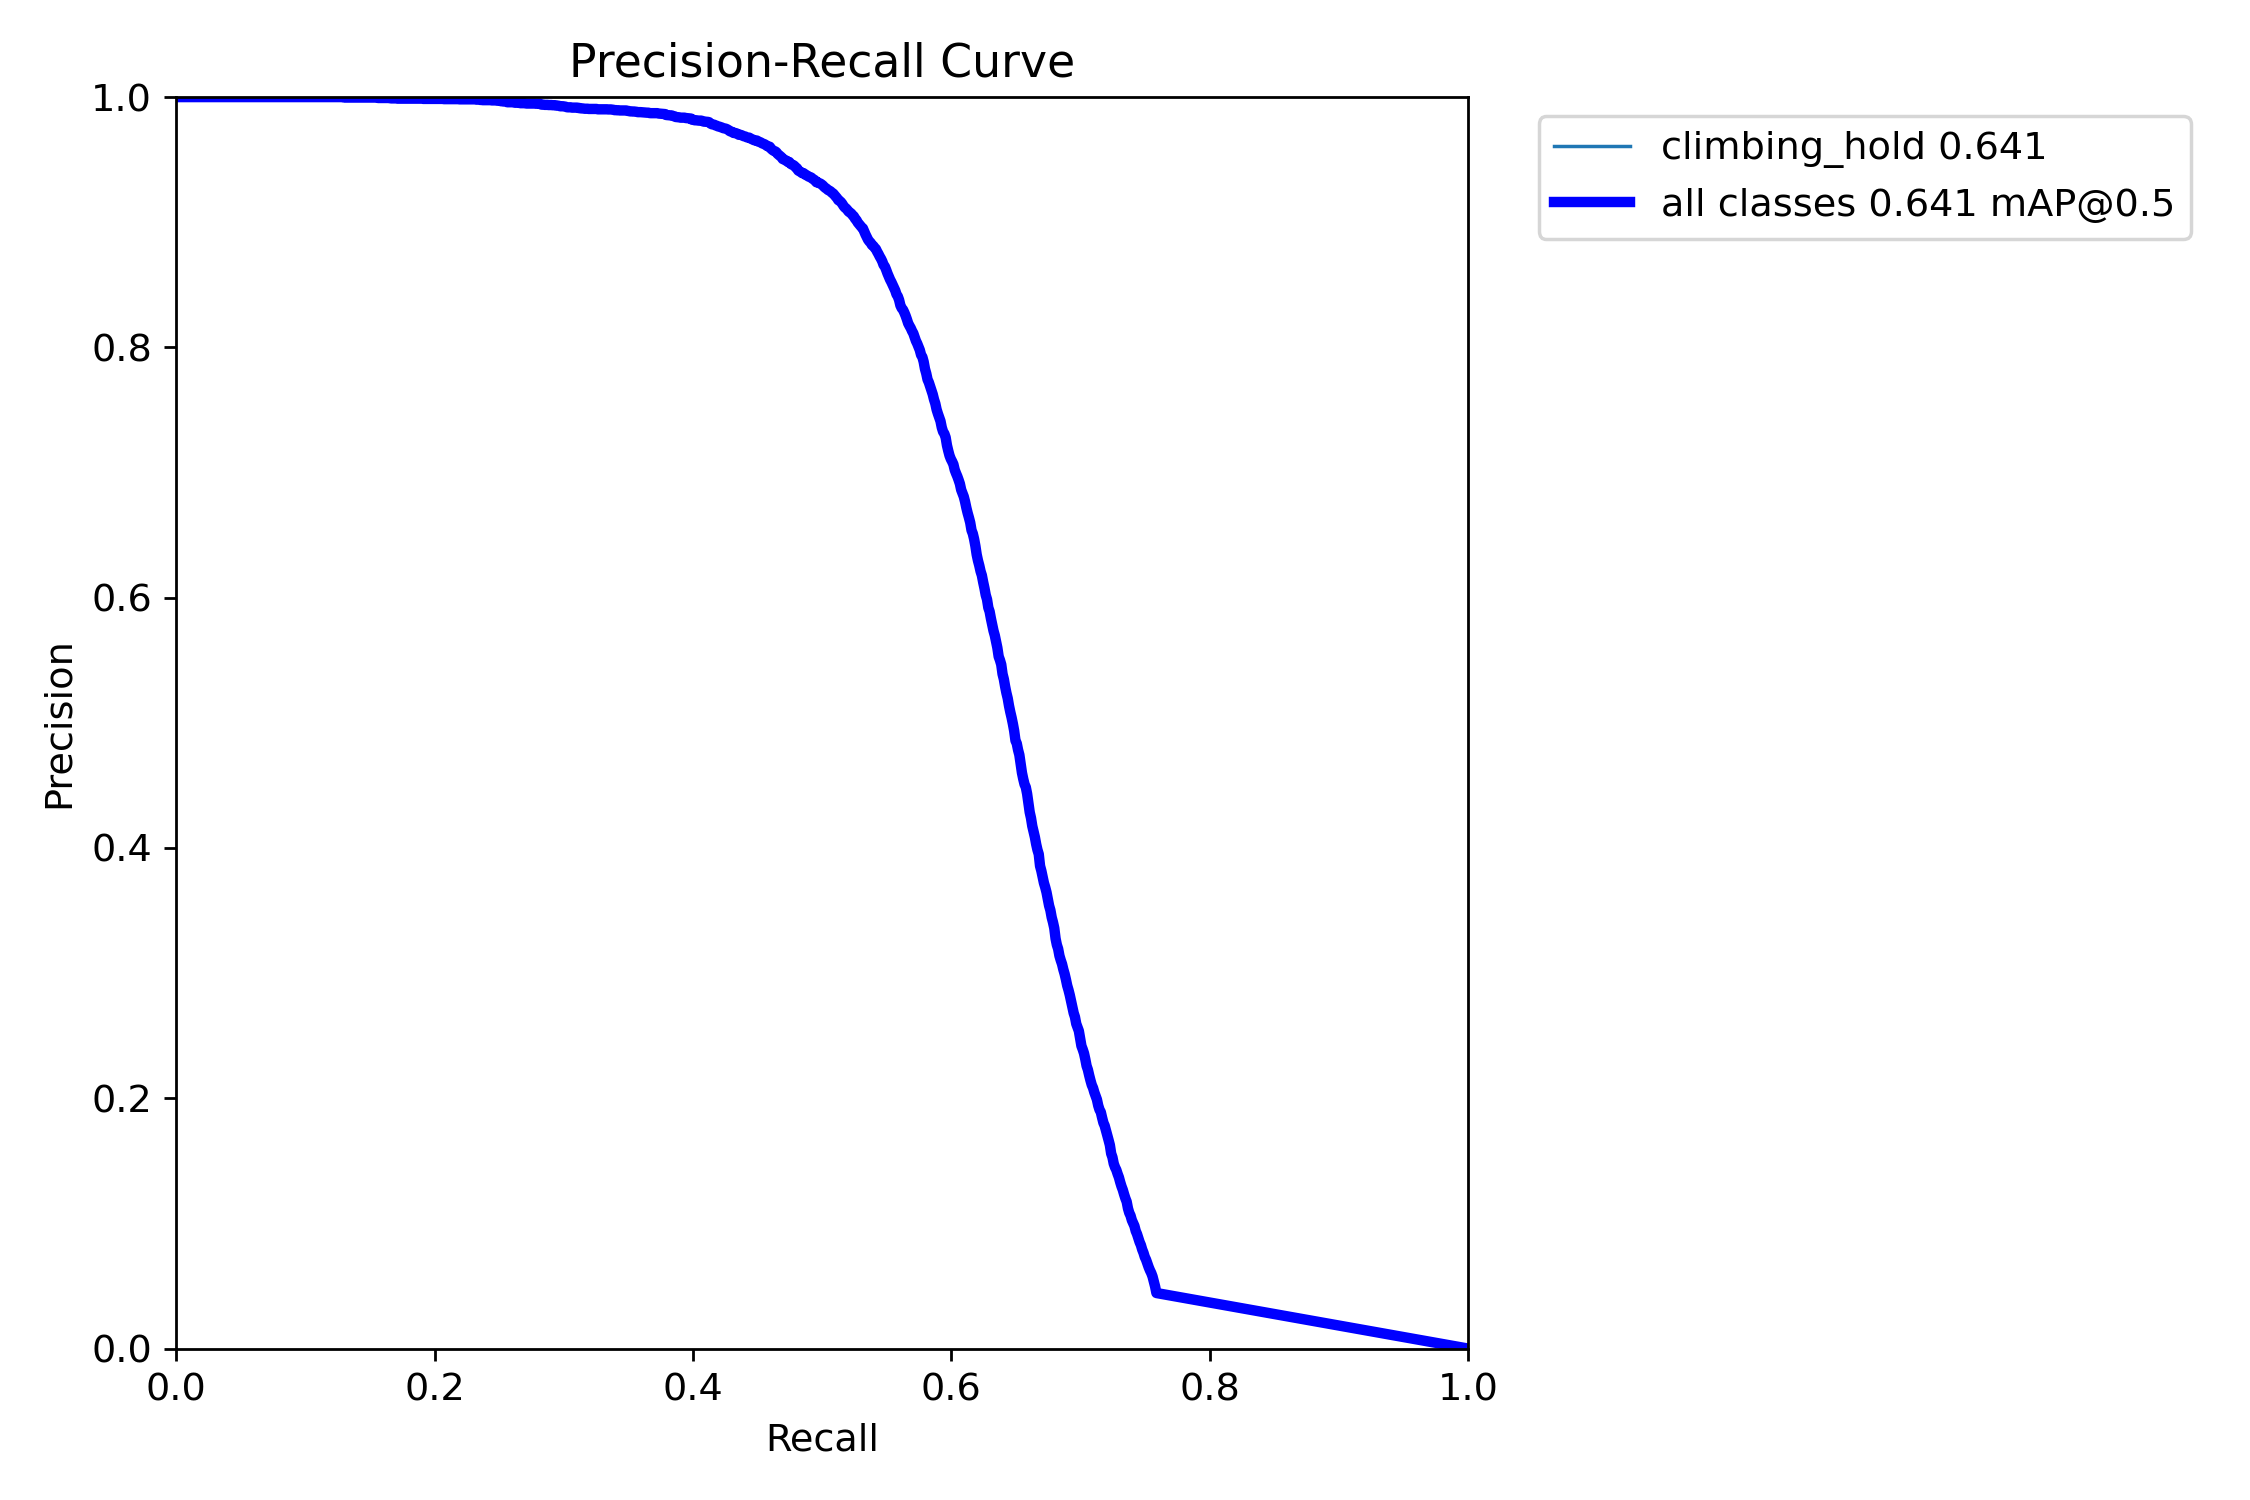 Precision-Recall Curve
1.0
0.8
0.6
0.4
0.2
0.0
Precision
0.0 0.2 0.4 0.6 0.8 1.0
Recall
climbing_hold 0.641
all classes 0.641 mAP@0.5